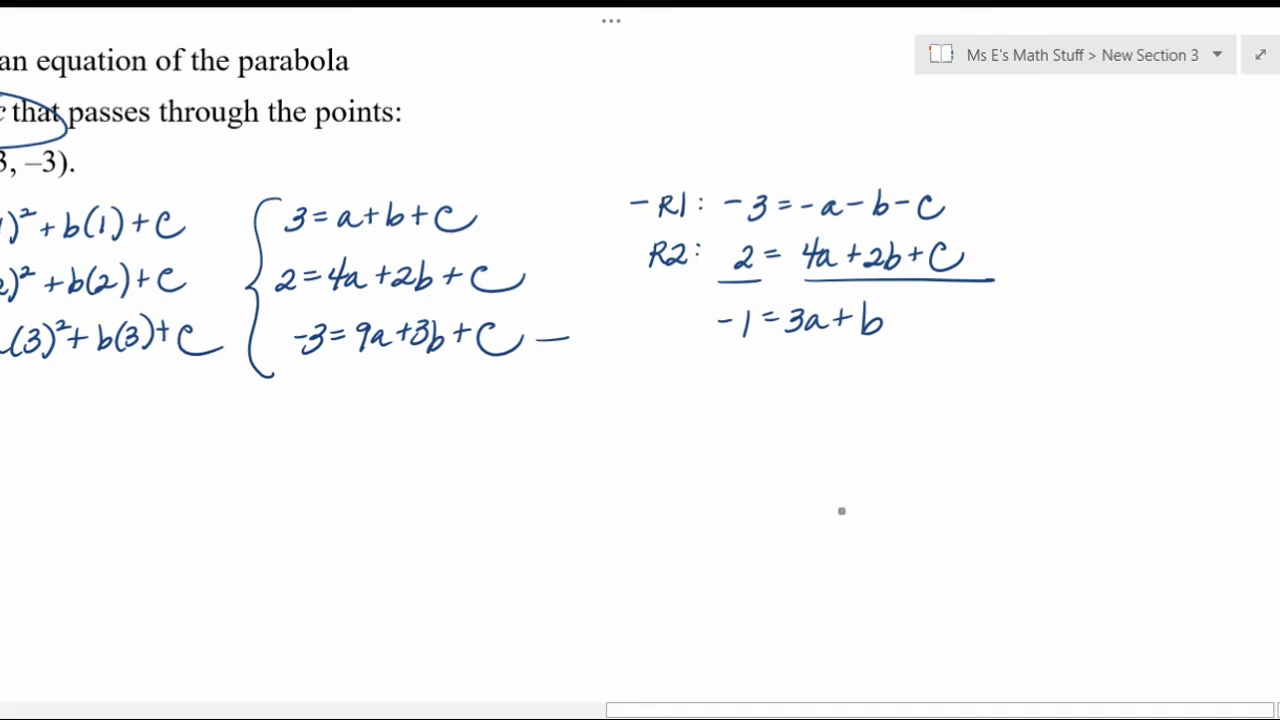 ...
Ms E's Math Stuff > New Section 3
an equation of the parabola
c that passes through the points:
3, –3).
)² + b(1) + c
)² + b(2) + c
(3)² + b(3) + c
3 = a + b + c
2 = 4a + 2b + c
-3 = 9a + 3b + c —
- R1: -3 = -a - b - c
R2: 2 = 4a + 2b + c
-1 = 3a + b